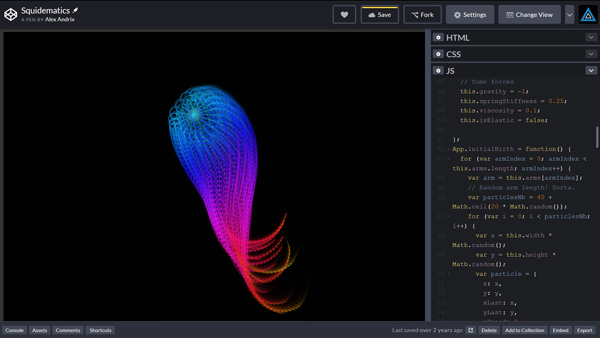 Squidematics
A PEN BY Alex Andrix
Save
Fork
Settings
Change View
HTML
CSS
JS
// Some forces
this.gravity = -1;
this.springStiffness = 0.25;
this.viscosity = 0.1;
this.isElastic = false;
};
App.initialBirth = function() {
for (var armIndex = 0; armIndex <
this.arms.length; armIndex++) {
var arm = this.arms[armIndex];
// Random arm length! Sorta.
var particlesNb = 40 +
Math.ceil(20 * Math.random());
for (var i = 0; i < particlesNb;
i++) {
var x = this.width *
Math.random();
var y = this.height *
Math.random();
var particle = {
x: x,
y: y,
xLast: x,
yLast: y,
Console Assets Comments Shortcuts
Last saved over 2 years ago Delete Add to Collection Embed Export